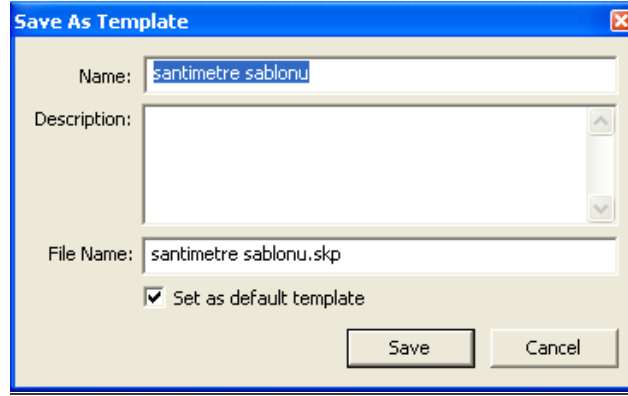 Save As Template
Name: santimetre sablonu
Description:
File Name: santimetre sablonu.skp
Set as default template
Save Cancel